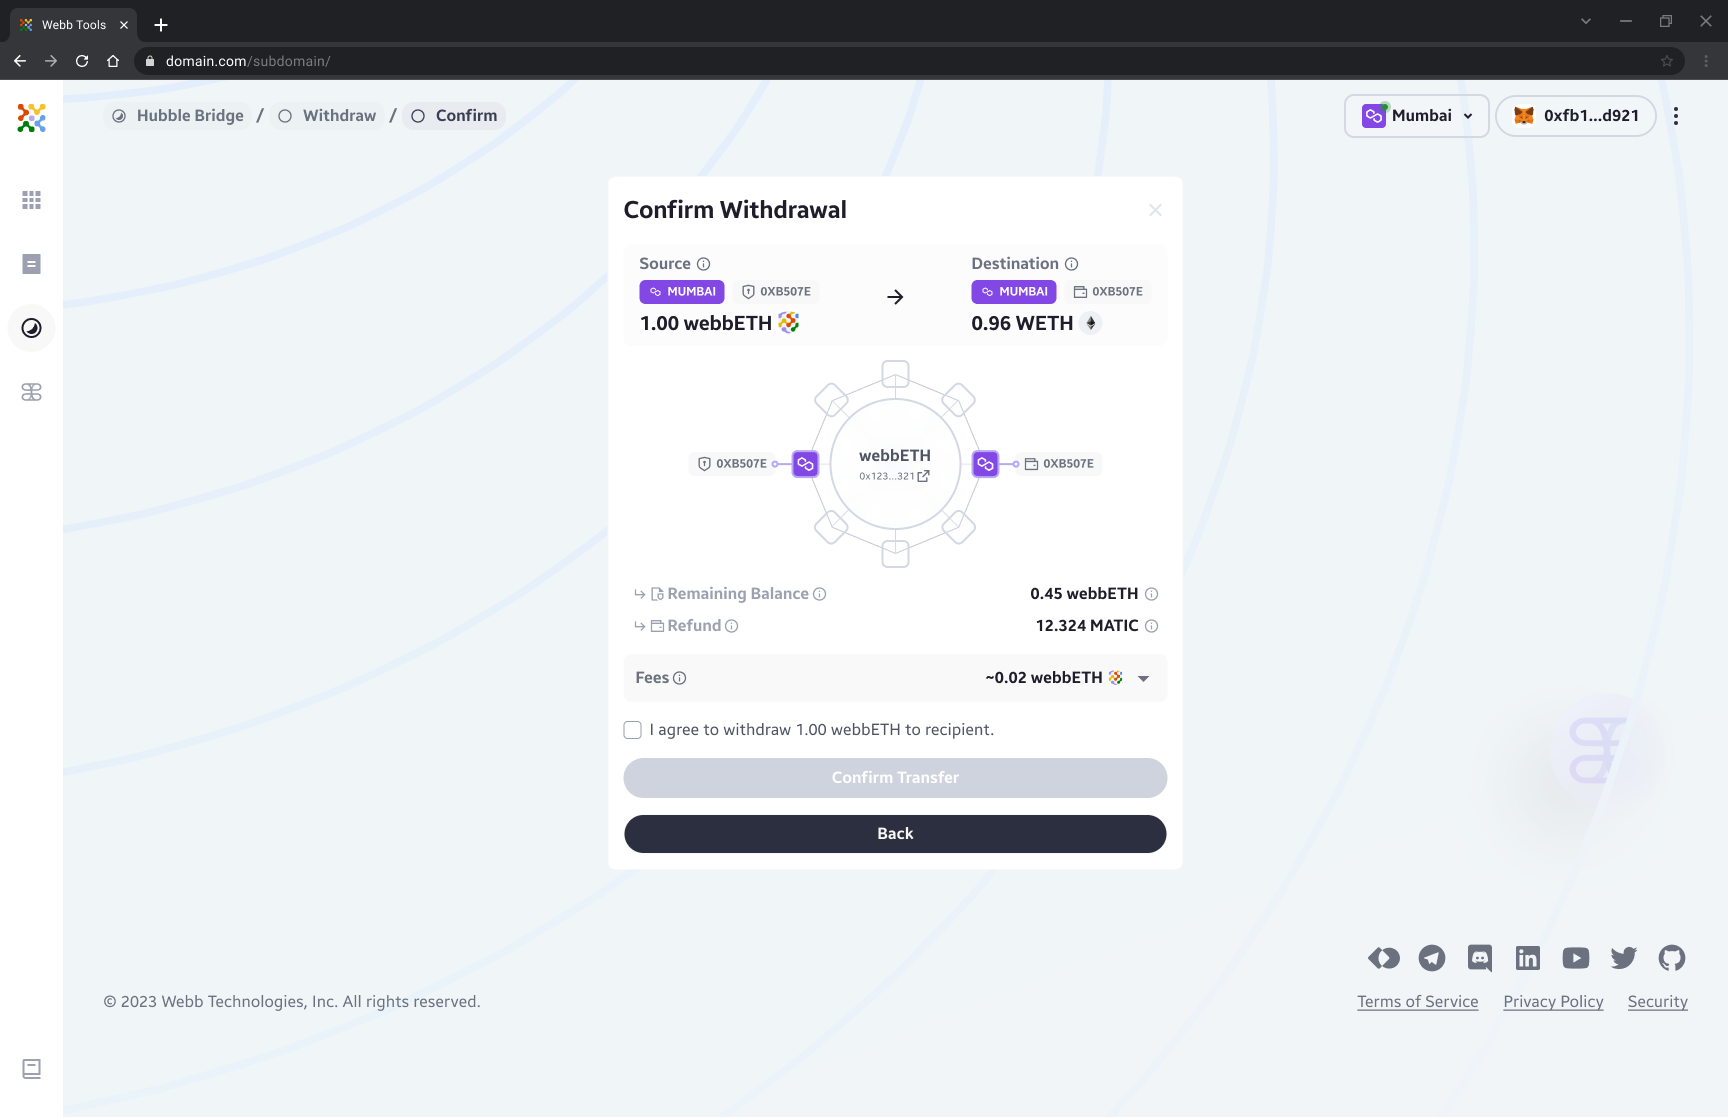 Webb Tools
domain.com/subdomain/
Hubble Bridge / Withdraw / Confirm
Mumbai
0xfb1...d921
Confirm Withdrawal
Source
Destination
MUMBAI 0XB507E
MUMBAI 0XB507E
1.00 webbETH
0.96 WETH
webbETH
0XB507E
0XB507E
0x123...321
Remaining Balance 0.45 webbETH
Refund 12.324 MATIC
Fees ~0.02 webbETH
I agree to withdraw 1.00 webbETH to recipient.
Confirm Transfer
Back
© 2023 Webb Technologies, Inc. All rights reserved.
Terms of Service Privacy Policy Security